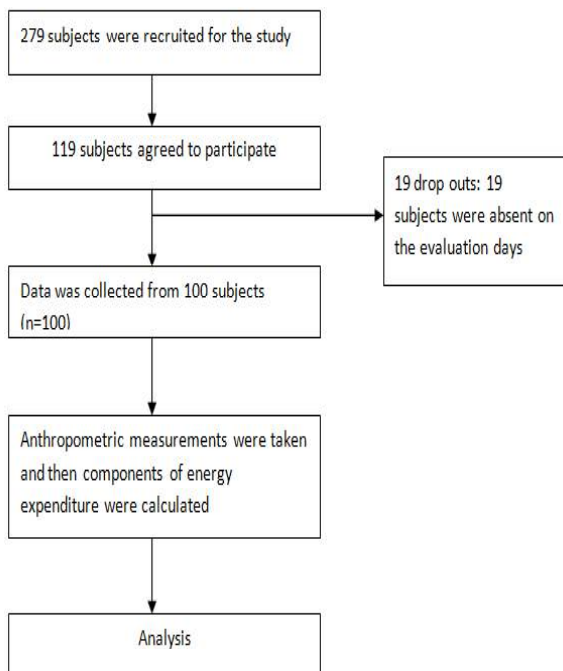 279 subjects were recruited for the study
119 subjects agreed to participate
19 drop outs: 19
subjects were absent on
the evaluation days
Data was collected from 100 subjects
(n=100)
Anthropometric measurements were taken
and then components of energy
expenditure were calculated
Analysis